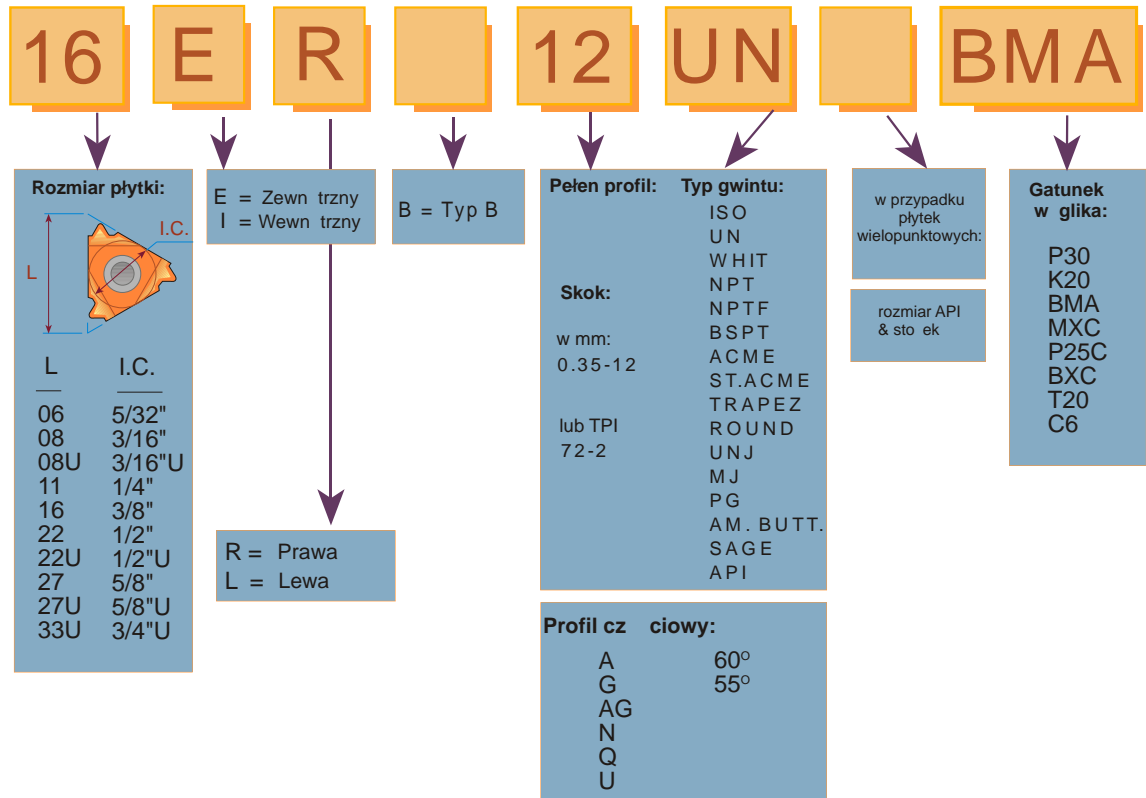 16 E R 12 UN BMA
Rozmiar płytki:
I.C.
L
L I.C.
06 5/32"
08 3/16"
08U 3/16"U
11 1/4"
16 3/8"
22 1/2"
22U 1/2"U
27 5/8"
27U 5/8"U
33U 3/4"U
E = Zewn trzny
I = Wewn trzny
R = Prawa
L = Lewa
B = Typ B
Pełen profil:
Skok:
w mm:
0.35-12
lub TPI
72-2
Typ gwintu:
ISO
UN
WHIT
NPT
NPTF
BSPT
ACME
ST.ACME
TRAPEZ
ROUND
UNJ
MJ
PG
AM. BUTT.
SAGE
API
Profil cz ciowy:
A 60°
G 55°
AG
N
Q
U
w przypadku
płytek
wielopunktowych:
rozmiar API
& sto ek
Gatunek
w glika:
P30
K20
BMA
MXC
P25C
BXC
T20
C6